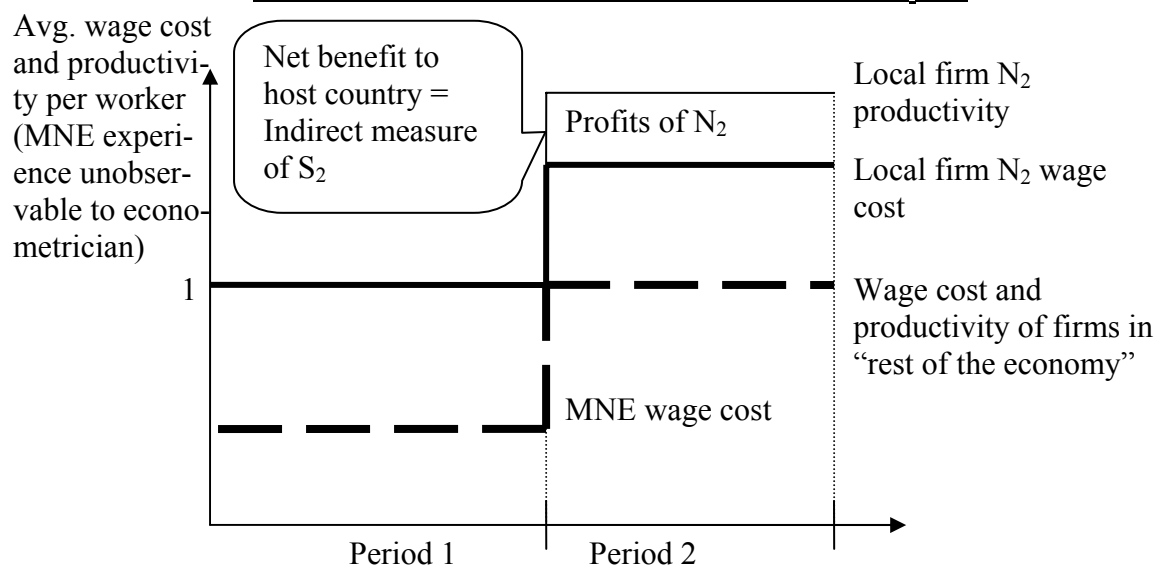 Avg. wage cost
and productivi-
ty per worker
(MNE experi-
ence unobser-
vable to econo-
metrician)
Net benefit to
host country =
Indirect measure
of S₂
Profits of N₂
Local firm N₂
productivity
Local firm N₂ wage
cost
1
Wage cost and
productivity of firms in
“rest of the economy”
MNE wage cost
Period 1
Period 2